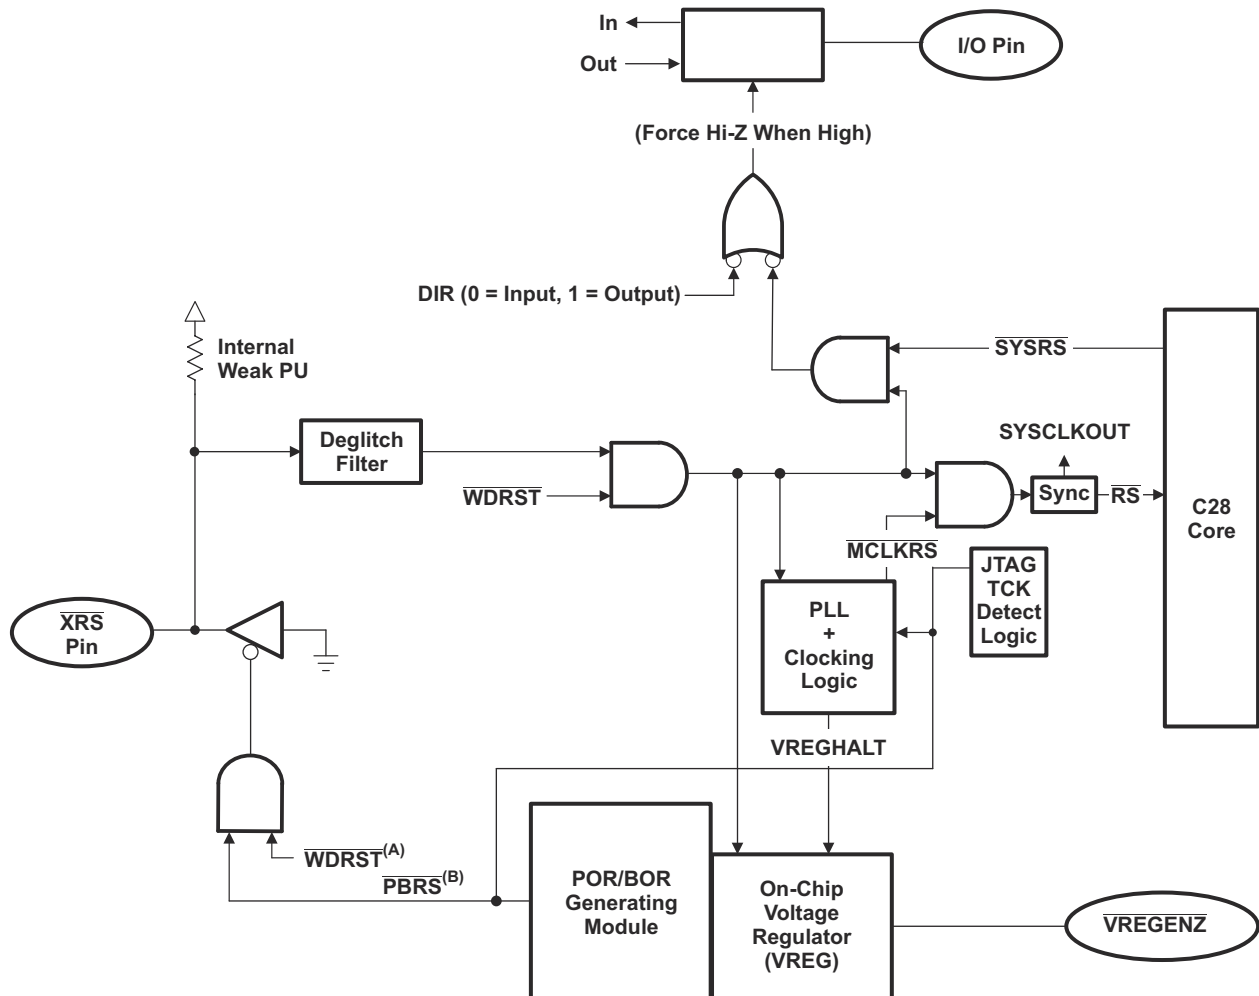 In
Out
I/O Pin
(Force Hi-Z When High)
DIR (0 = Input, 1 = Output)
Internal
Weak PU
SYSRS
Deglitch
Filter
WDRST
SYSCLKOUT
Sync
RS
C28
Core
MCLKRS
JTAG
TCK
Detect
Logic
PLL
+
Clocking
Logic
XRS
Pin
VREGHALT
WDRST(A)
PBRS(B)
POR/BOR
Generating
Module
On-Chip
Voltage
Regulator
(VREG)
VREGENZ